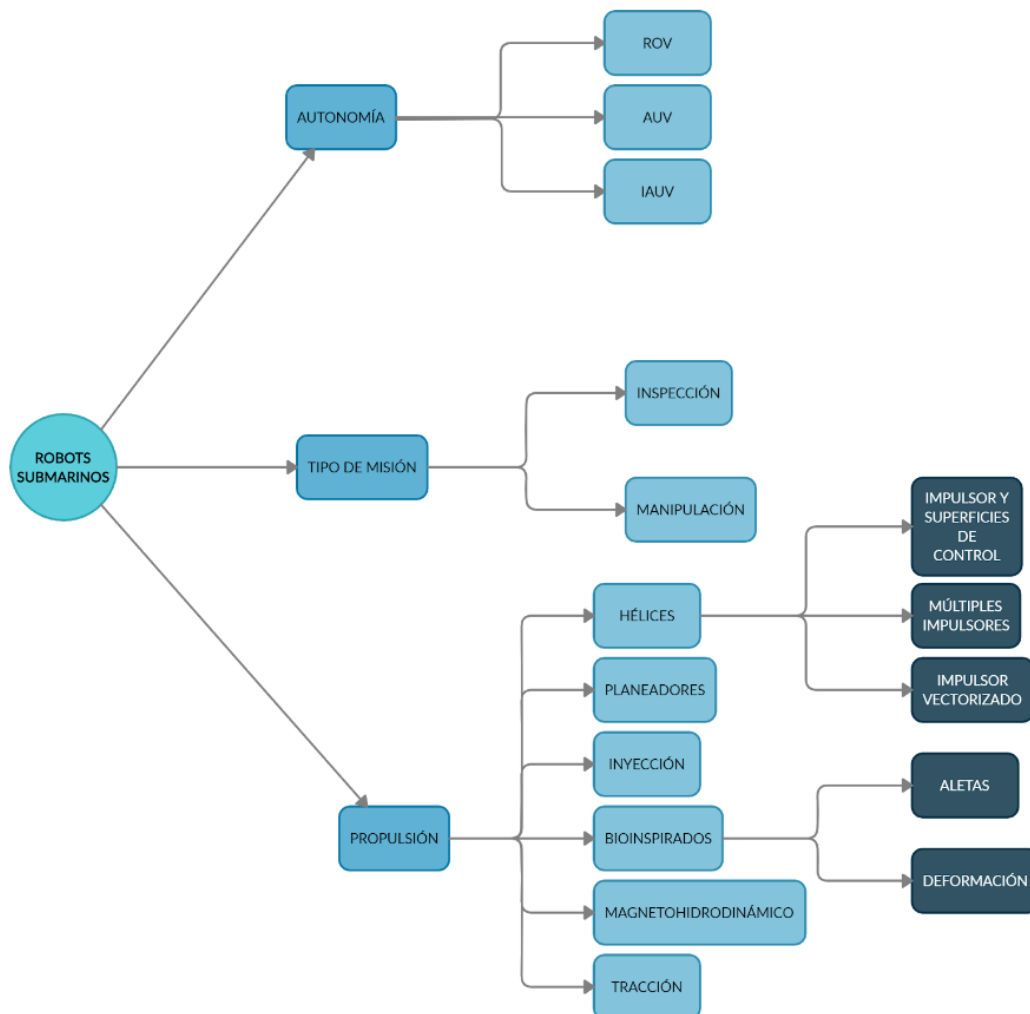 ROBOTS
SUBMARINOS
AUTONOMÍA
ROV
AUV
IAUV
TIPO DE MISIÓN
INSPECCIÓN
MANIPULACIÓN
PROPULSIÓN
HÉLICES
IMPULSOR Y
SUPERFICIES
DE
CONTROL
MÚLTIPLES
IMPULSORES
IMPULSOR
VECTORIZADO
PLANEADORES
INYECCIÓN
BIOINSPIRADOS
ALETAS
DEFORMACIÓN
MAGNETOHIDRODINÁMICO
TRACCIÓN